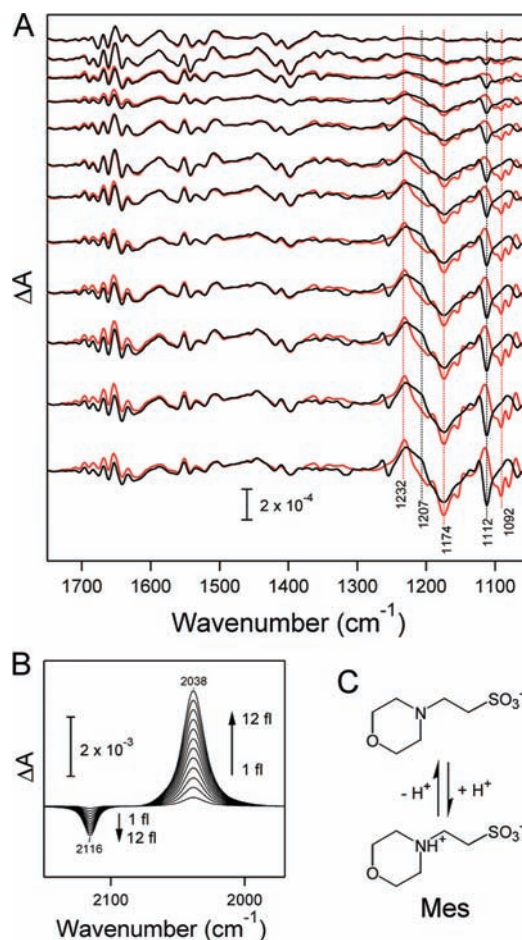 A
ΔA
2 x 10⁻⁴
1232
1207
1174
1112
1092
1700 1600 1500 1400 1300 1200 1100
Wavenumber (cm⁻¹)
B
ΔA
2038
2 x 10⁻³
12 fl
1 fl
1 fl
12 fl
2116
2100 2000
Wavenumber (cm⁻¹)
C
N
SO₃⁻
O
- H⁺ + H⁺
NH⁺
SO₃⁻
O
Mes